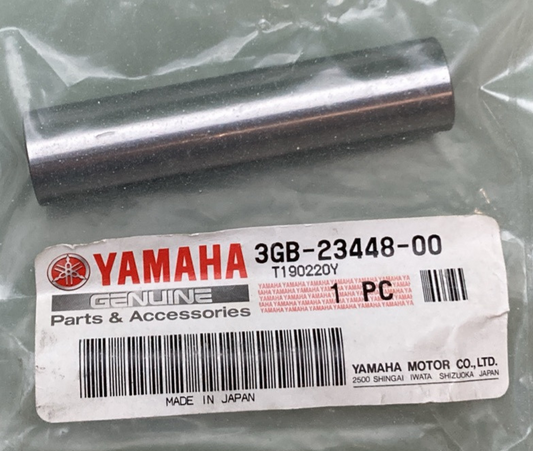 YAMAHA 3GB-23448-00
T190220Y
GENUINE
Parts & Accessories
1 PC
YAMAHA MOTOR CO.,LTD.
2500 SHINGAI IWATA SHIZUOKA JAPAN
MADE IN JAPAN